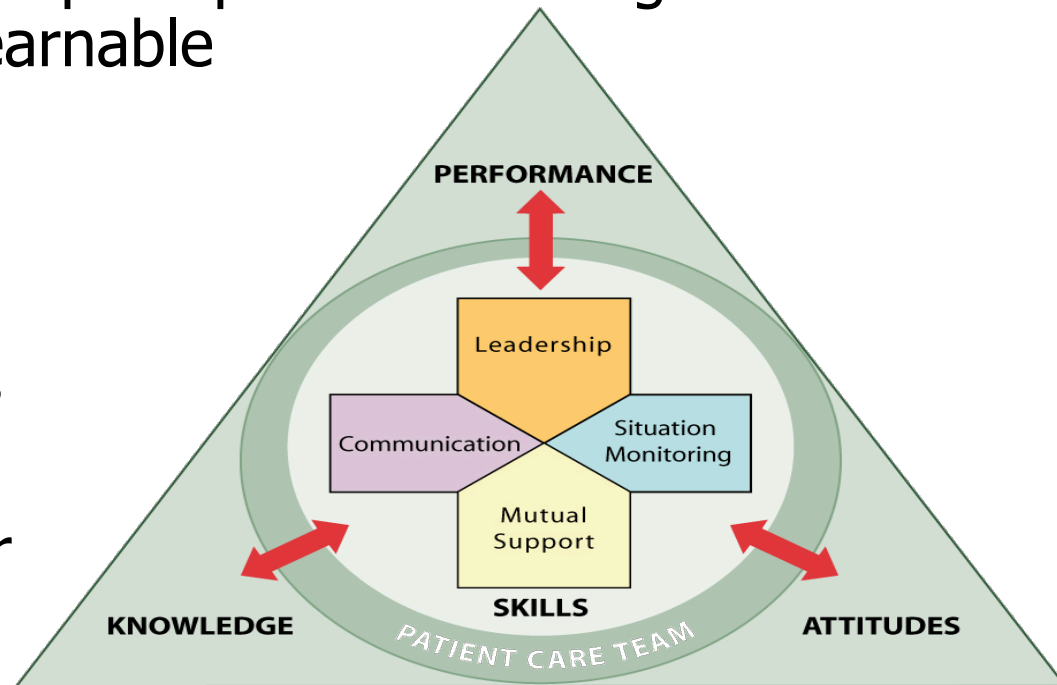 earnable
PERFORMANCE
Leadership
Communication
Situation
Monitoring
Mutual
Support
SKILLS
KNOWLEDGE
ATTITUDES
PATIENT CARE TEAM